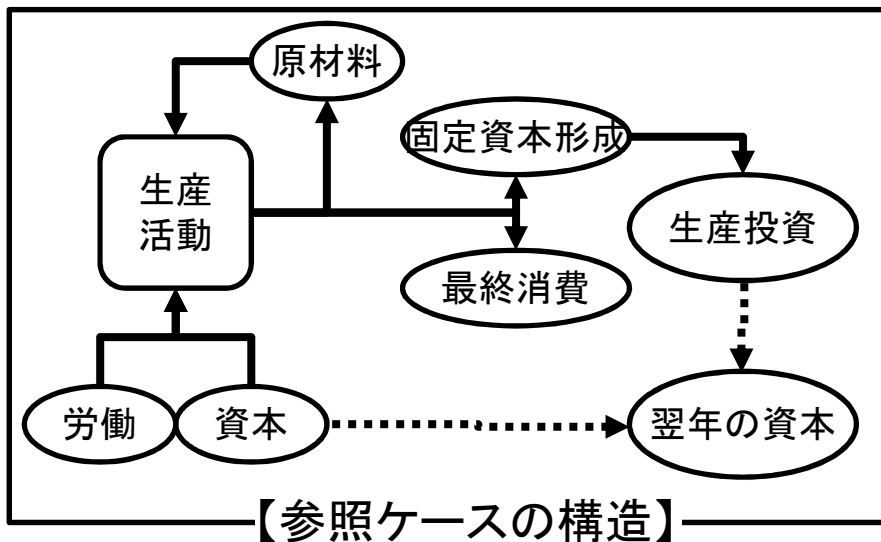 原材料
固定資本形成
生産
活動
生産投資
最終消費
労働
資本
翌年の資本
【参照ケースの構造】